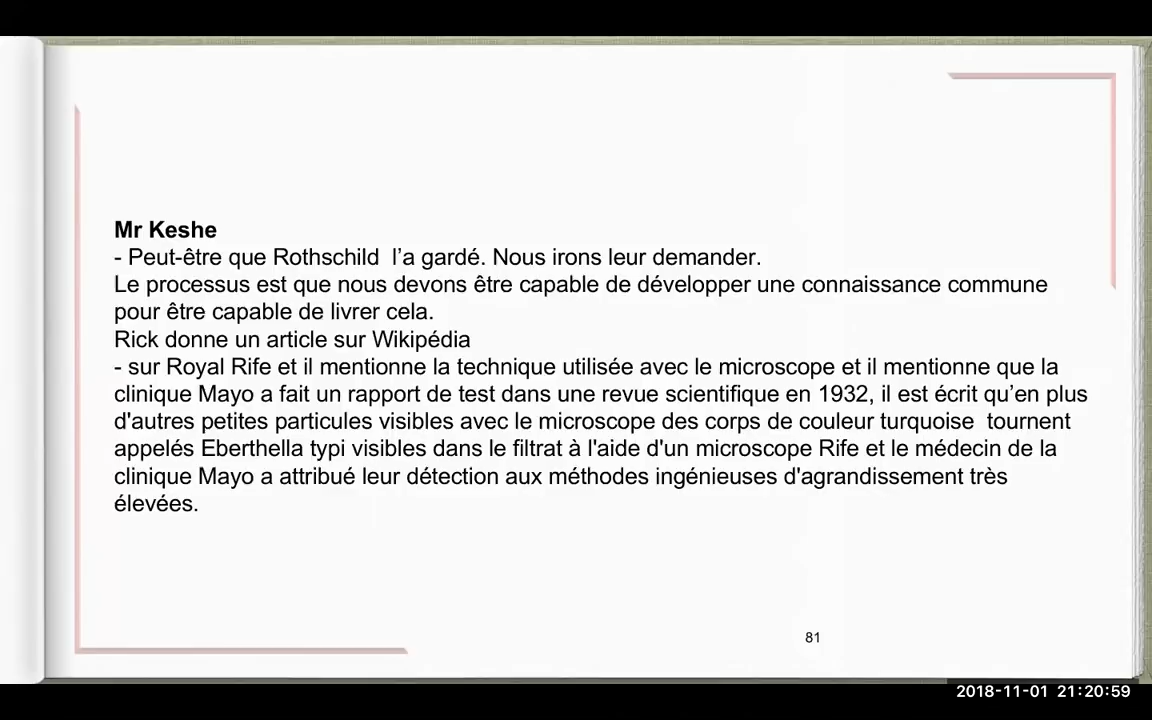 Mr Keshe
- Peut-être que Rothschild  l’a gardé. Nous irons leur demander.
Le processus est que nous devons être capable de développer une connaissance commune
pour être capable de livrer cela.
Rick donne un article sur Wikipédia
- sur Royal Rife et il mentionne la technique utilisée avec le microscope et il mentionne que la
clinique Mayo a fait un rapport de test dans une revue scientifique en 1932, il est écrit qu’en plus
d'autres petites particules visibles avec le microscope des corps de couleur turquoise  tournent
appelés Eberthella typi visibles dans le filtrat à l'aide d'un microscope Rife et le médecin de la
clinique Mayo a attribué leur détection aux méthodes ingénieuses d'agrandissement très
élevées.
81
2018-11-01 21:20:59